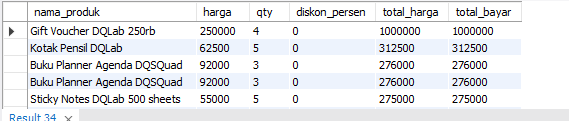 nama_produk harga qty diskon_persen total_harga total_bayar
Gift Voucher DQLab 250rb 250000 4 0 1000000 1000000
Kotak Pensil DQLab 62500 5 0 312500 312500
Buku Planner Agenda DQSQuad 92000 3 0 276000 276000
Buku Planner Agenda DQSQuad 92000 3 0 276000 276000
Sticky Notes DQLab 500 sheets 55000 5 0 275000 275000
Result 34 ×